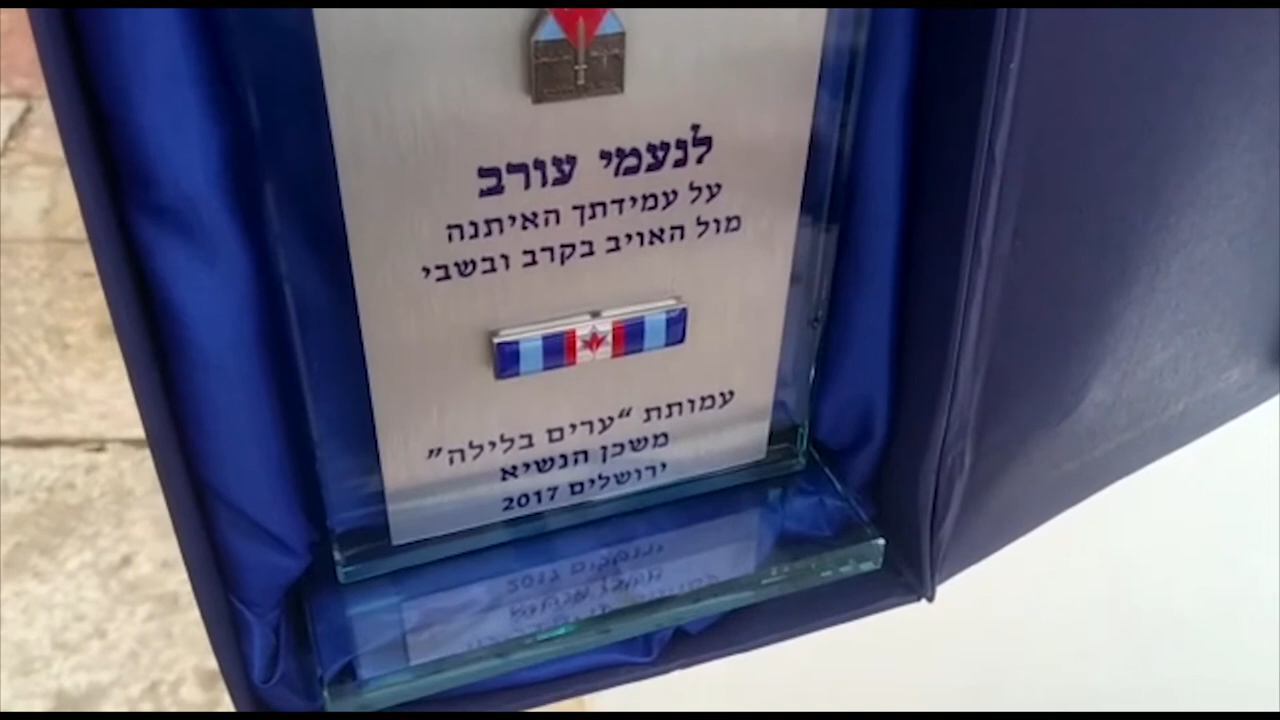 לנעמי עורב
על עמידתך האיתנה
מול האויב בקרב ובשבי
עמותת “ערים בלילה”
משכן הנשיא
ירושלים 2017